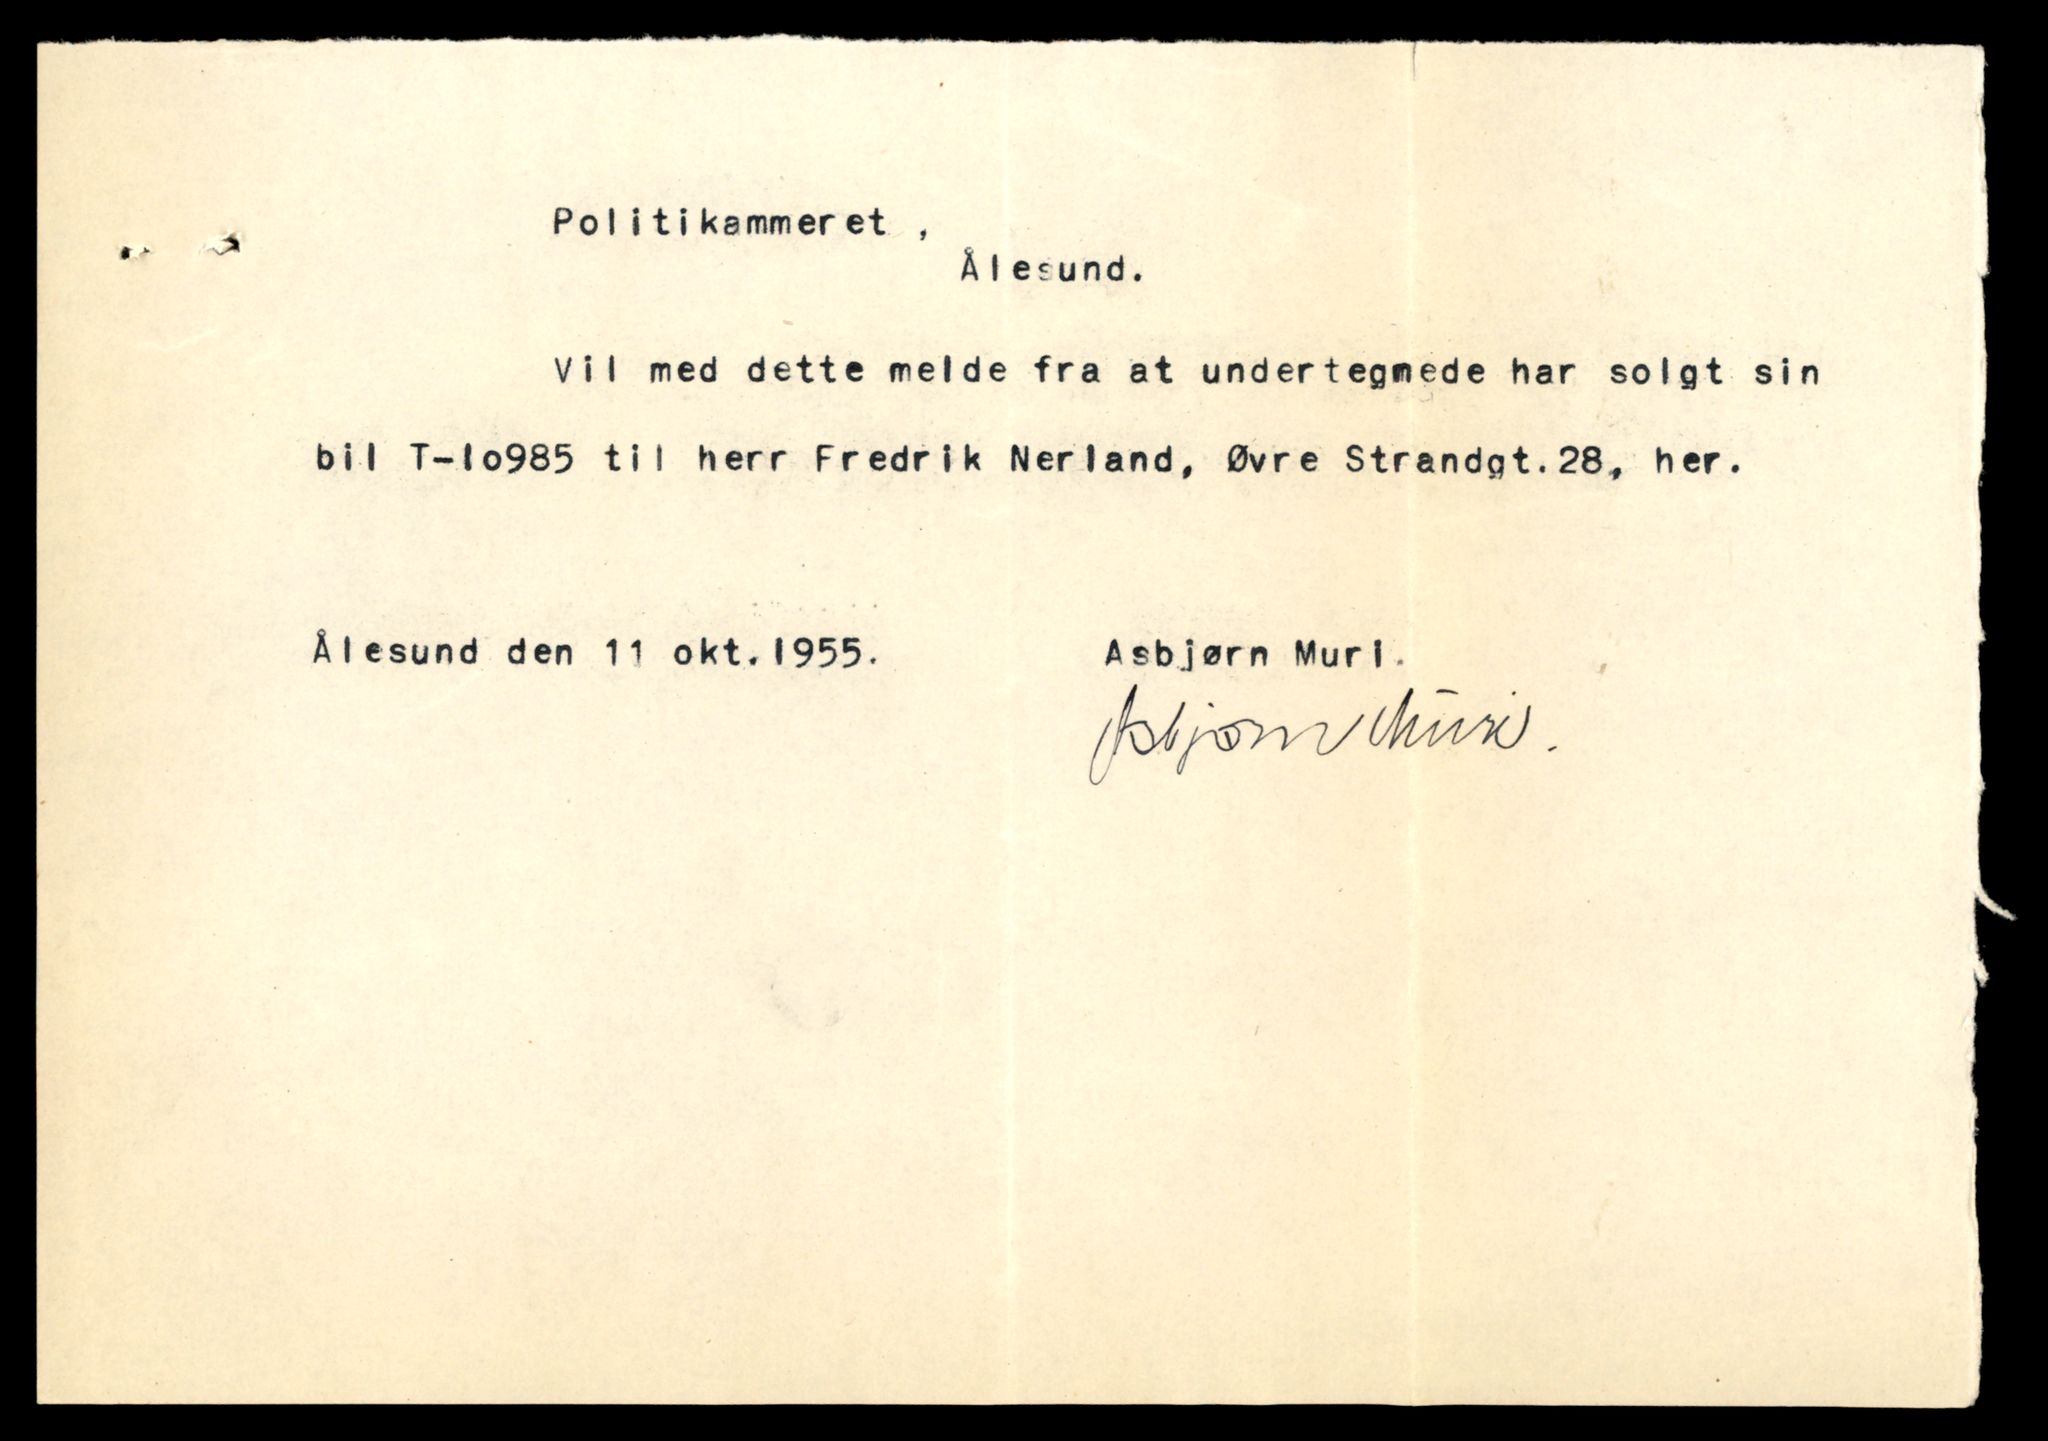 Politikammeret ,
Ålesund.
Vil med dette melde fra at undertegnede har solgt sin
bil T-lo985 til herr Fredrik Nerland, Øvre Strandgt.28, her.
Ålesund den 11 okt.1955.
Asbjørn Muri.
Asbjørn Muri.